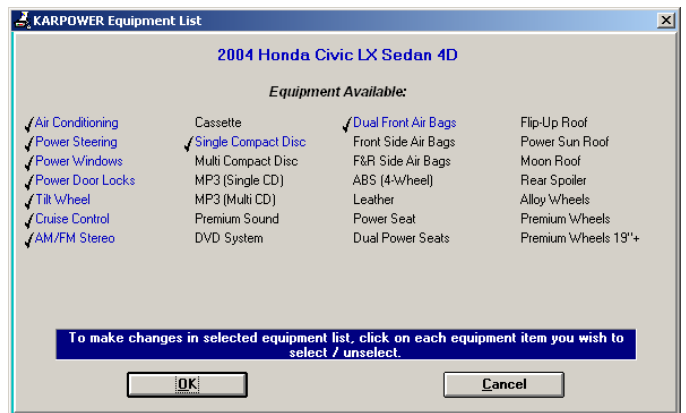 KARPOWER Equipment List
2004 Honda Civic LX Sedan 4D
Equipment Available:
Air Conditioning
Power Steering
Power Windows
Power Door Locks
Tilt Wheel
Cruise Control
AM/FM Stereo
Cassette
Single Compact Disc
Multi Compact Disc
MP3 (Single CD)
MP3 (Multi CD)
Premium Sound
DVD System
Dual Front Air Bags
Front Side Air Bags
F&R Side Air Bags
ABS (4-Wheel)
Leather
Power Seat
Dual Power Seats
Flip-Up Roof
Power Sun Roof
Moon Roof
Rear Spoiler
Alloy Wheels
Premium Wheels
Premium Wheels 19"+
To make changes in selected equipment list, click on each equipment item you wish to
select / unselect.
OK
Cancel